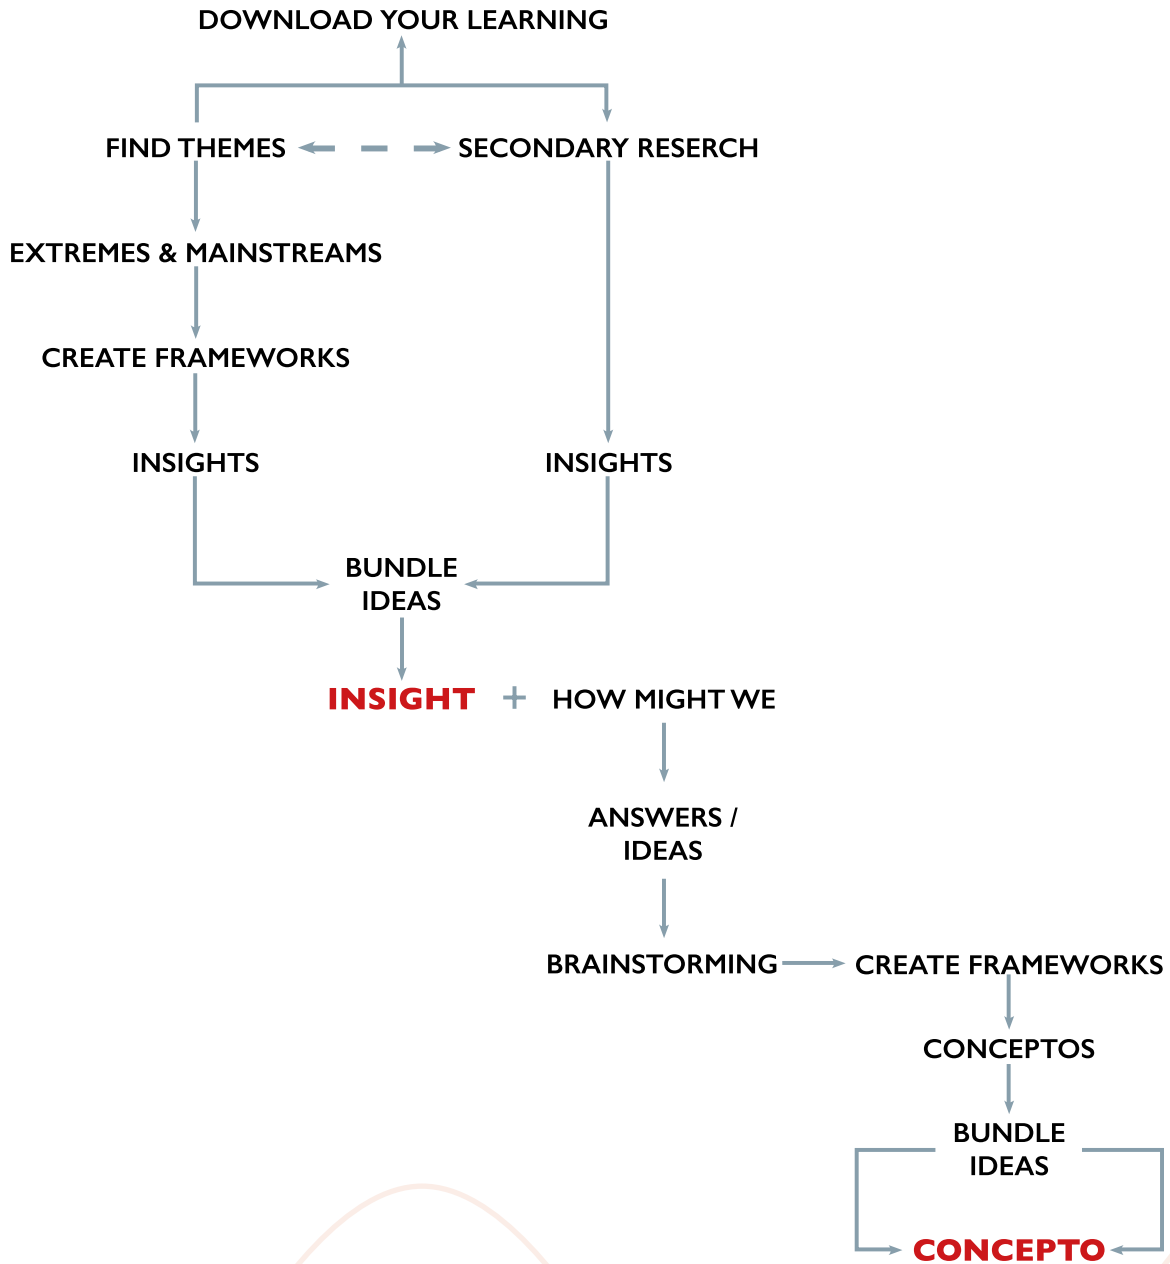 DOWNLOAD YOUR LEARNING
FIND THEMES
SECONDARY RESERCH
EXTREMES & MAINSTREAMS
CREATE FRAMEWORKS
INSIGHTS
INSIGHTS
BUNDLE
IDEAS
INSIGHT + HOW MIGHT WE
ANSWERS /
IDEAS
BRAINSTORMING
CREATE FRAMEWORKS
CONCEPTOS
BUNDLE
IDEAS
CONCEPTO